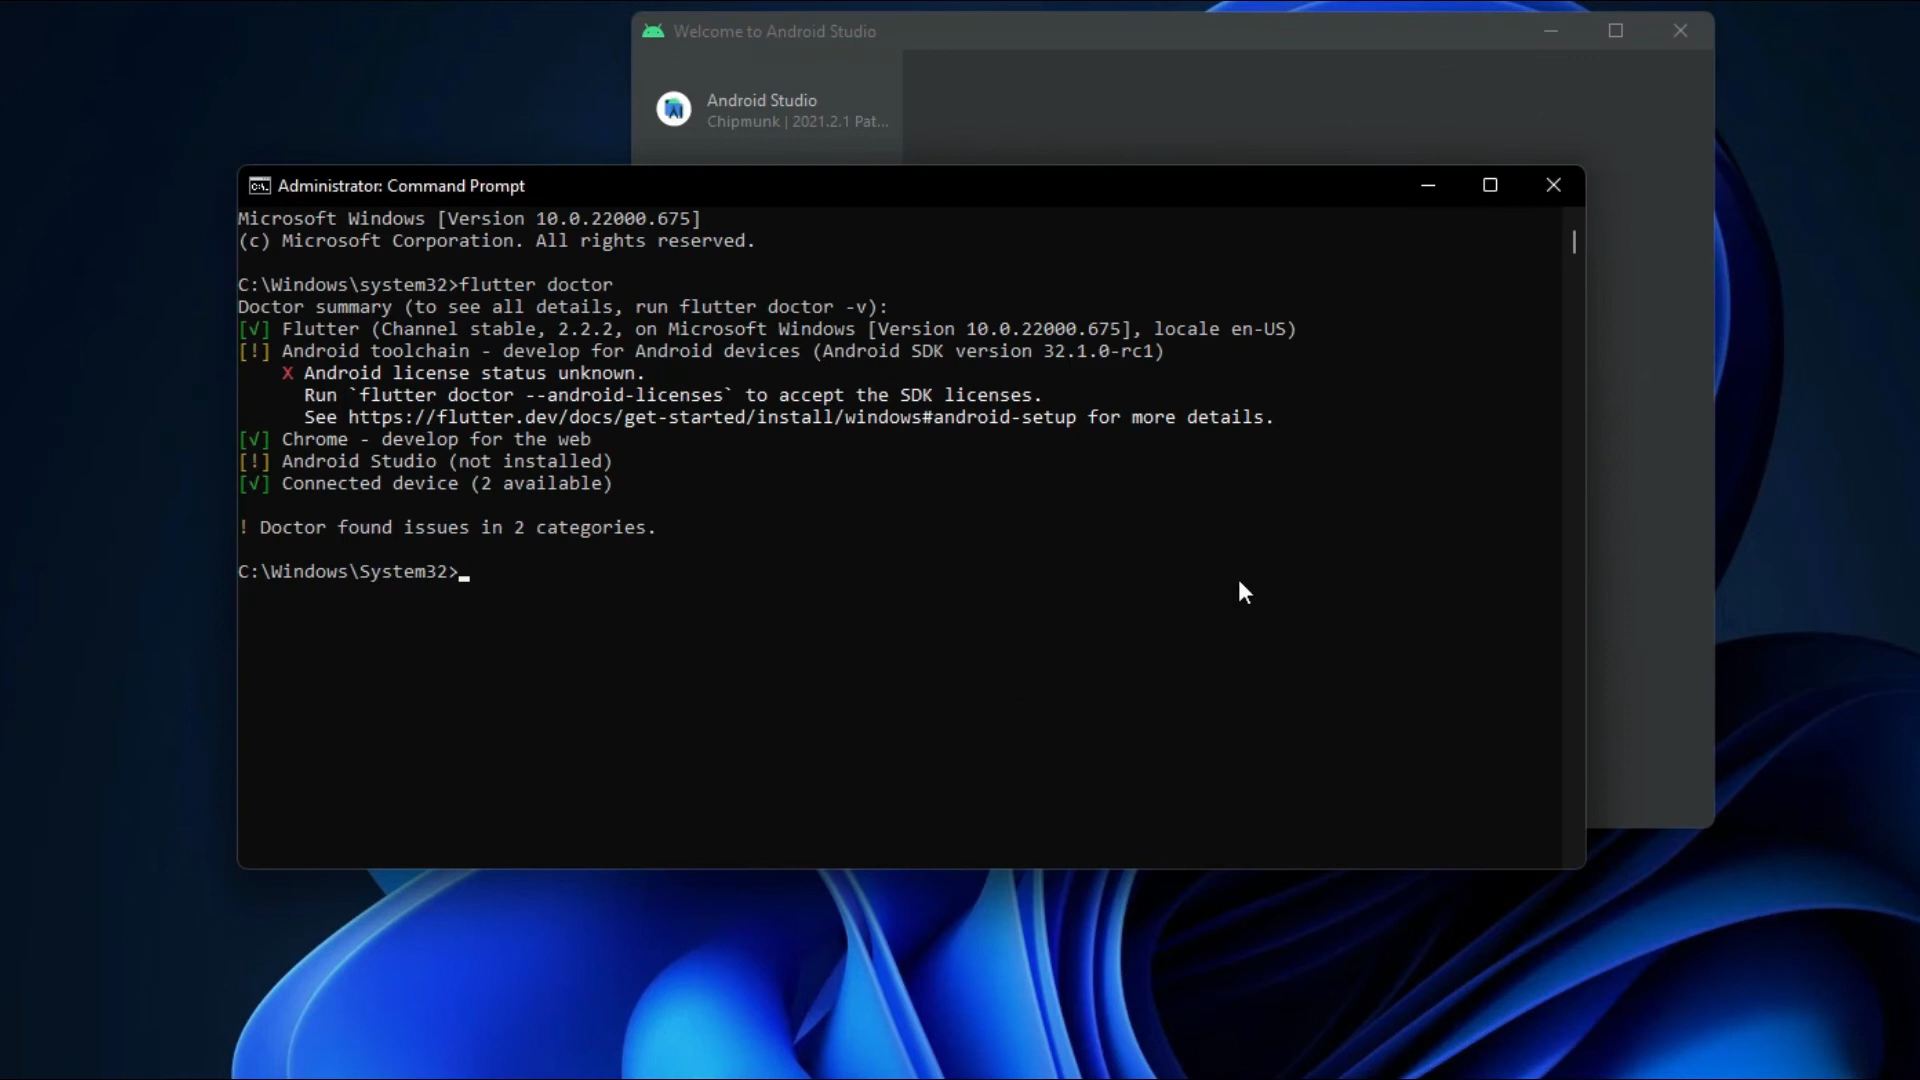 Welcome to Android Studio
Android Studio
Chipmunk | 2021.2.1 Pat...
Administrator: Command Prompt
Microsoft Windows [Version 10.0.22000.675]
(c) Microsoft Corporation. All rights reserved.
C:\Windows\system32>flutter doctor
Doctor summary (to see all details, run flutter doctor -v):
[√] Flutter (Channel stable, 2.2.2, on Microsoft Windows [Version 10.0.22000.675], locale en-US)
[!] Android toolchain - develop for Android devices (Android SDK version 32.1.0-rc1)
X Android license status unknown.
Run `flutter doctor --android-licenses` to accept the SDK licenses.
See https://flutter.dev/docs/get-started/install/windows#android-setup for more details.
[√] Chrome - develop for the web
[!] Android Studio (not installed)
[√] Connected device (2 available)
! Doctor found issues in 2 categories.
C:\Windows\System32>